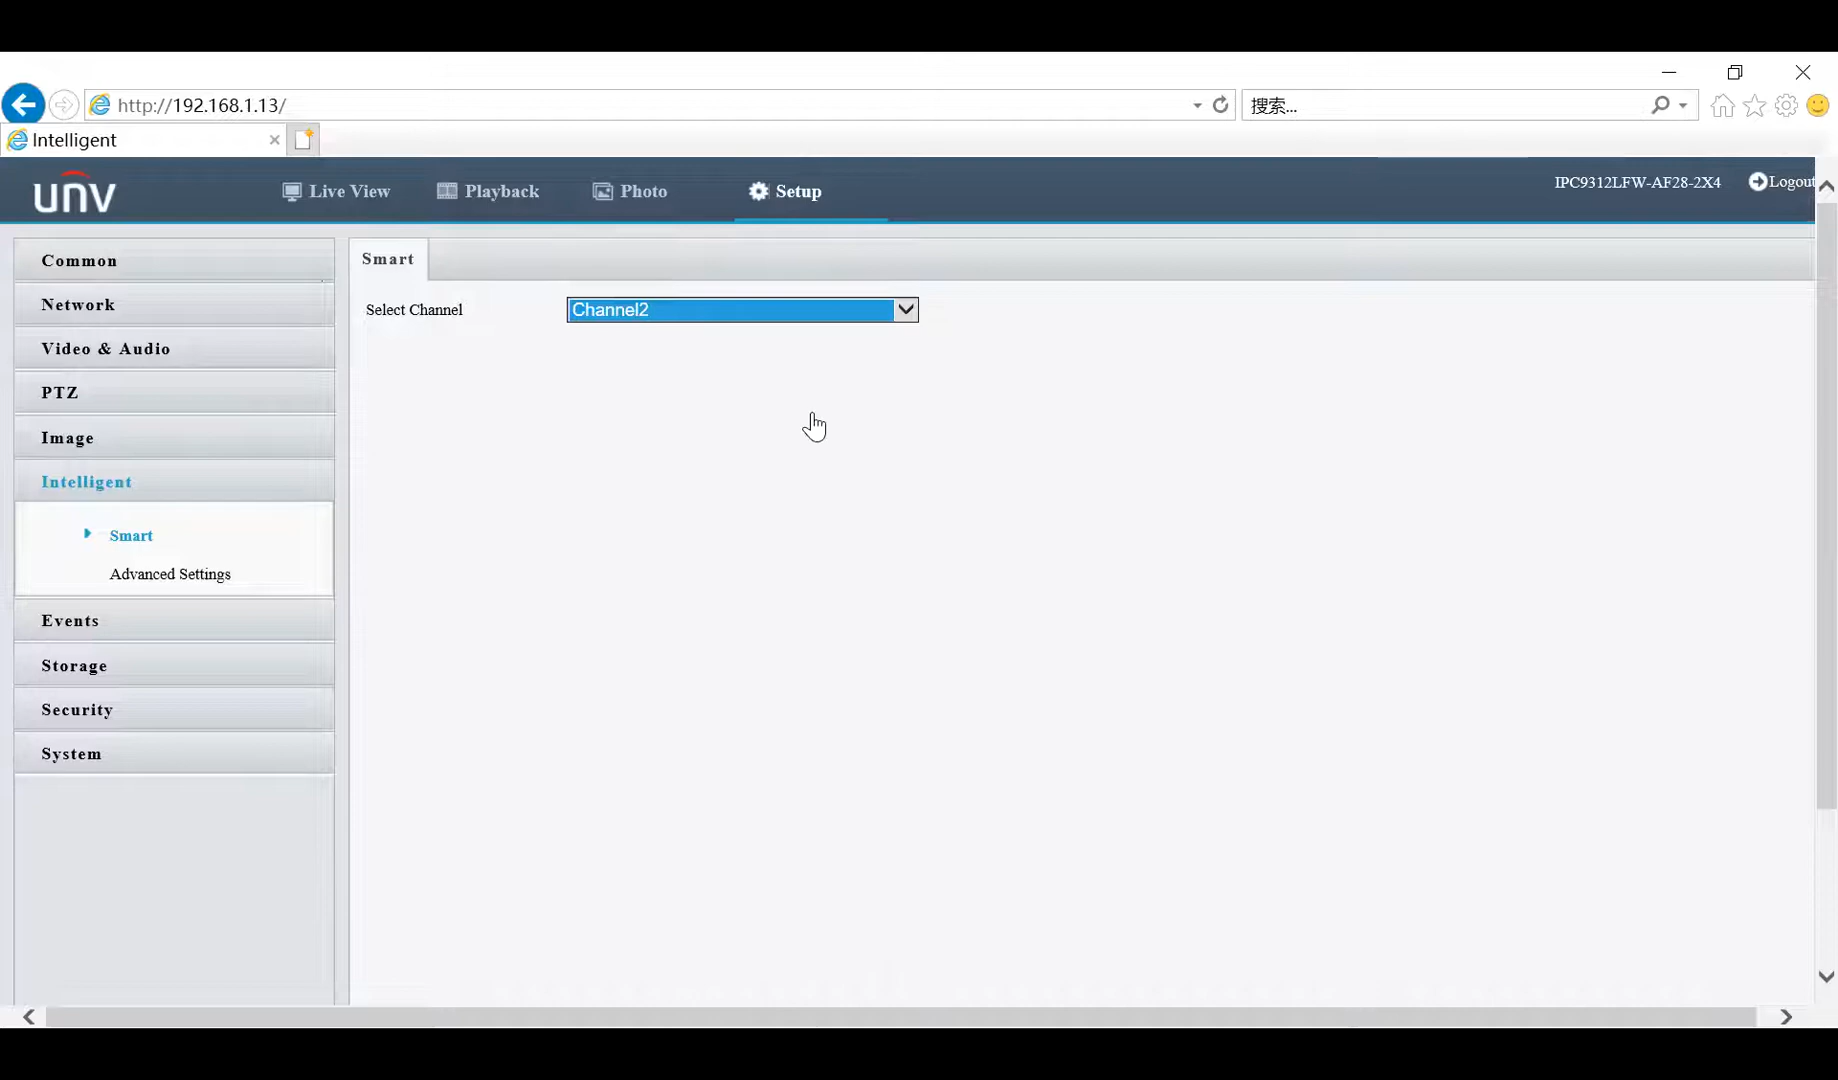 http://192.168.1.13/
搜索...
Intelligent
unv
Live View
Playback
Photo
Setup
IPC9312LFW-AF28-2X4
Logout
Common
Network
Video & Audio
PTZ
Image
Intelligent
Smart
Advanced Settings
Events
Storage
Security
System
Smart
Select Channel
Channel2